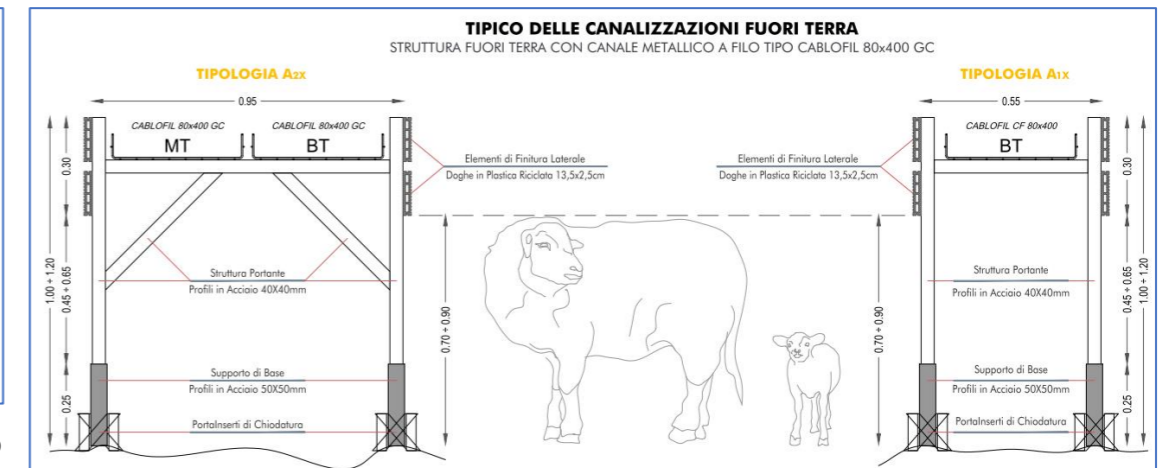 TIPICO DELLE CANALIZZAZIONI FUORI TERRA
STRUTTURA FUORI TERRA CON CANALE METALLICO A FILO TIPO CABLOFIL 80x400 GC
TIPOLOGIA A2X
0.95
CABLOFIL 80x400 GC
MT
CABLOFIL 80x400 GC
BT
1.00 ÷ 1.20
0.30
0.45 ÷ 0.65
0.25
Elementi di Finitura Laterale
Doghe in Plastica Riciclata 13,5x2,5cm
Struttura Portante
Profili in Acciaio 40X40mm
Supporto di Base
Profili in Acciaio 50X50mm
PortaInserti di Chiodatura
0.70 ÷ 0.90
TIPOLOGIA A1X
0.55
CABLOFIL CF 80x400
BT
Elementi di Finitura Laterale
Doghe in Plastica Riciclata 13,5x2,5cm
0.70 ÷ 0.90
Struttura Portante
Profili in Acciaio 40X40mm
Supporto di Base
Profili in Acciaio 50X50mm
PortaInserti di Chiodatura
0.30
0.45 ÷ 0.65
0.25
1.00 ÷ 1.20